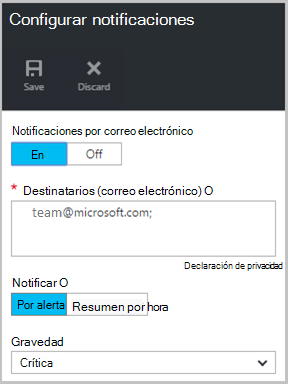 Configurar notificaciones
Save Discard
Notificaciones por correo electrónico
En Off
* Destinatarios (correo electrónico) O
team@microsoft.com;
Declaración de privacidad
Notificar O
Por alerta Resumen por hora
Gravedad
Crítica